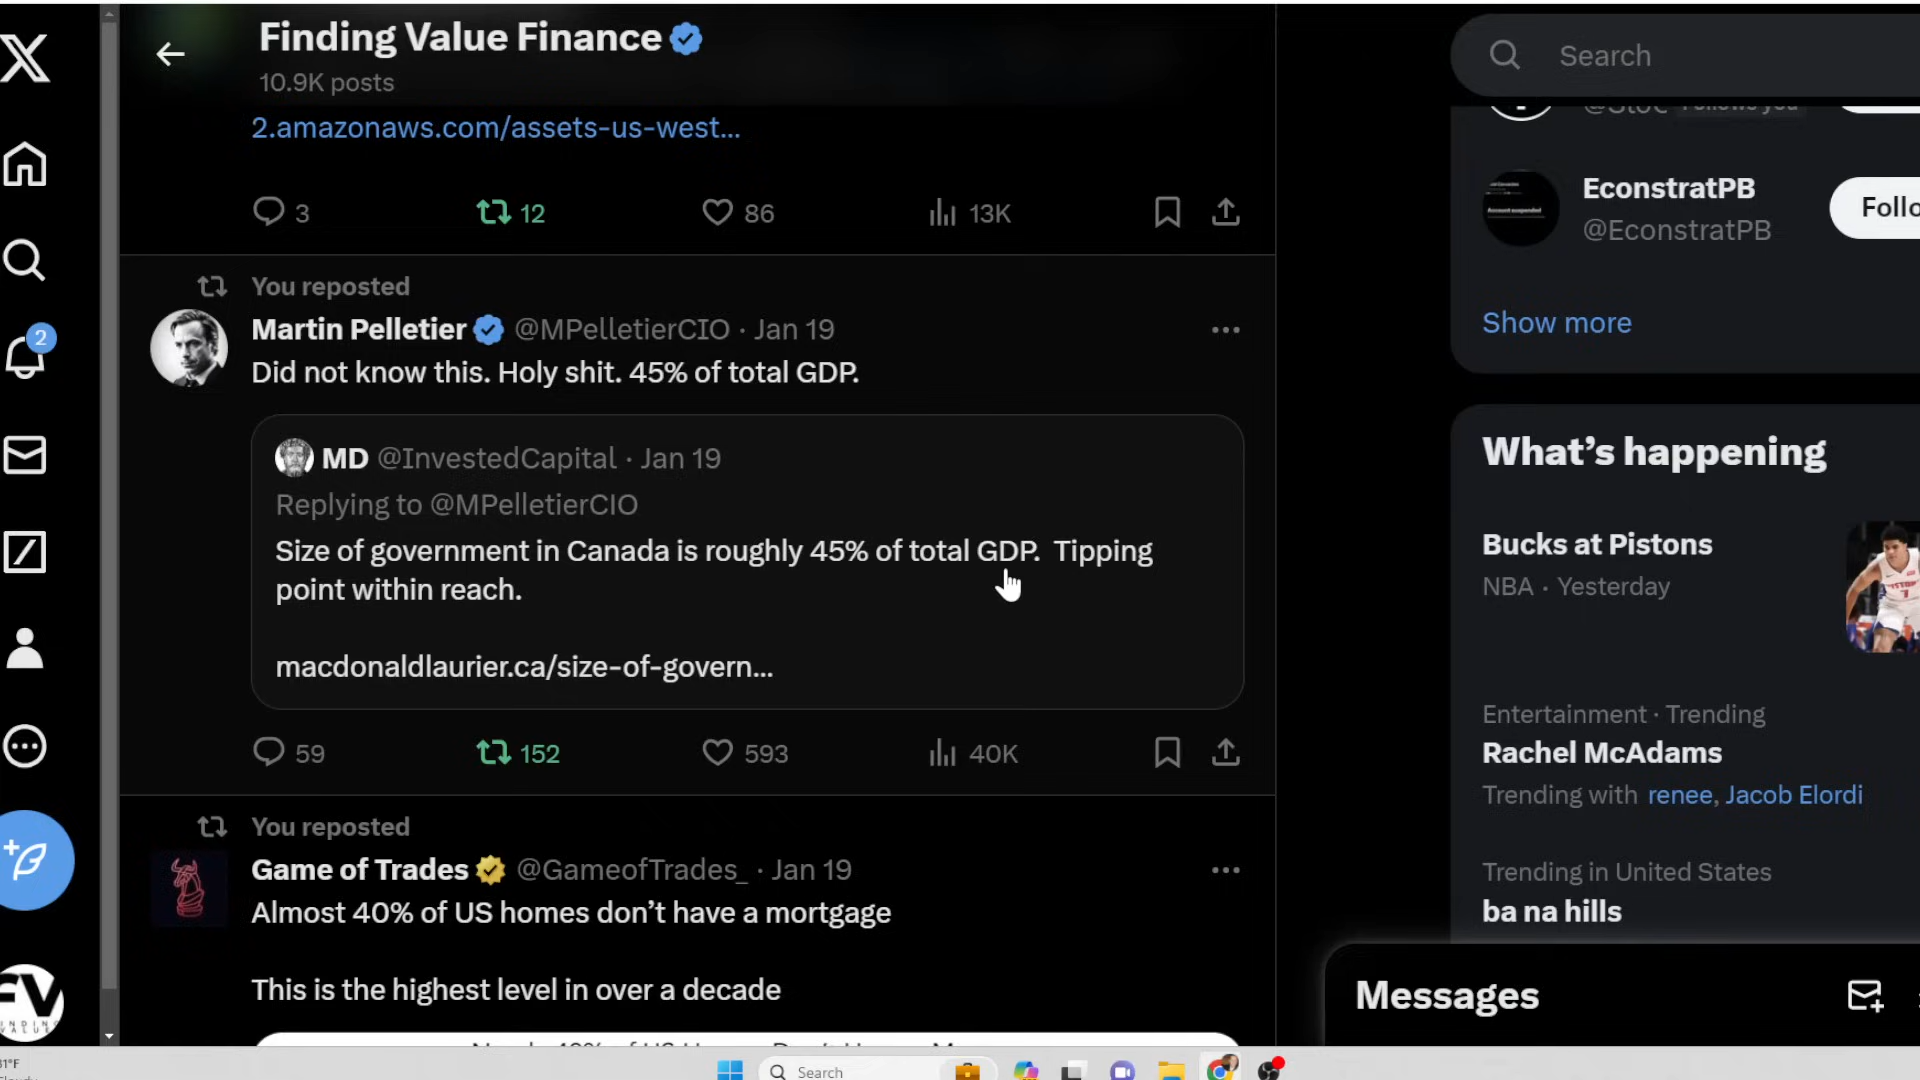 Finding Value Finance
10.9K posts
Search
2.amazonaws.com/assets-us-west...
3 12 86 13K
EconstratPB
@EconstratPB
Follo
Show more
You reposted
Martin Pelletier @MPelletierCIO · Jan 19
Did not know this. Holy shit. 45% of total GDP.
MD @InvestedCapital · Jan 19
Replying to @MPelletierCIO
Size of government in Canada is roughly 45% of total GDP. Tipping
point within reach.
macdonaldlaurier.ca/size-of-govern...
59 152 593 40K
What's happening
Bucks at Pistons
NBA · Yesterday
Entertainment · Trending
Rachel McAdams
Trending with renee, Jacob Elordi
Trending in United States
ba na hills
You reposted
Game of Trades @GameofTrades_ · Jan 19
Almost 40% of US homes don't have a mortgage
This is the highest level in over a decade
Messages
2
FV
Search